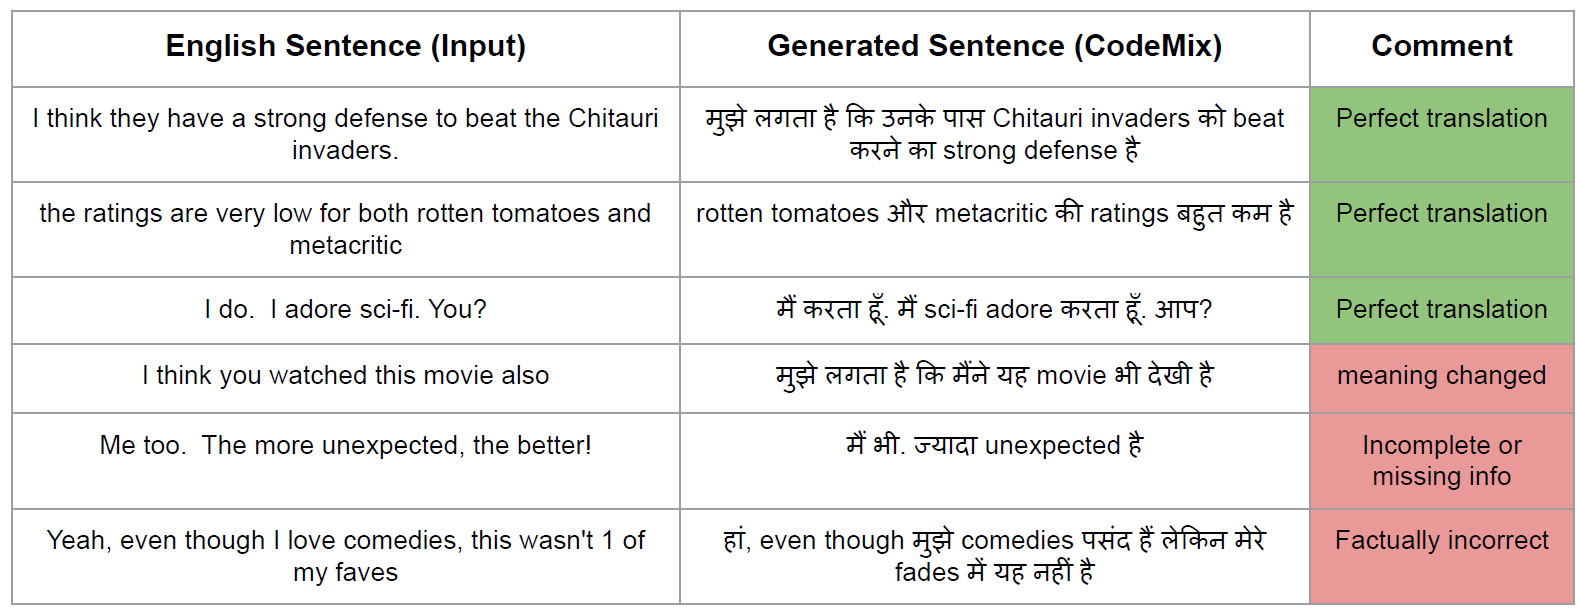 English Sentence (Input)
Generated Sentence (CodeMix)
Comment
I think they have a strong defense to beat the Chitauri
invaders.
मुझे लगता है कि उनके पास Chitauri invaders को beat
करने का strong defense है
Perfect translation
the ratings are very low for both rotten tomatoes and
metacritic
rotten tomatoes और metacritic की ratings बहुत कम है
Perfect translation
I do.  I adore sci-fi. You?
मैं करता हूँ. मैं sci-fi adore करता हूँ. आप?
Perfect translation
I think you watched this movie also
मुझे लगता है कि मैंने यह movie भी देखी है
meaning changed
Me too.  The more unexpected, the better!
मैं भी. ज्यादा unexpected है
Incomplete or
missing info
Yeah, even though I love comedies, this wasn't 1 of
my faves
हां, even though मुझे comedies पसंद हैं लेकिन मेरे
fades में यह नहीं है
Factually incorrect